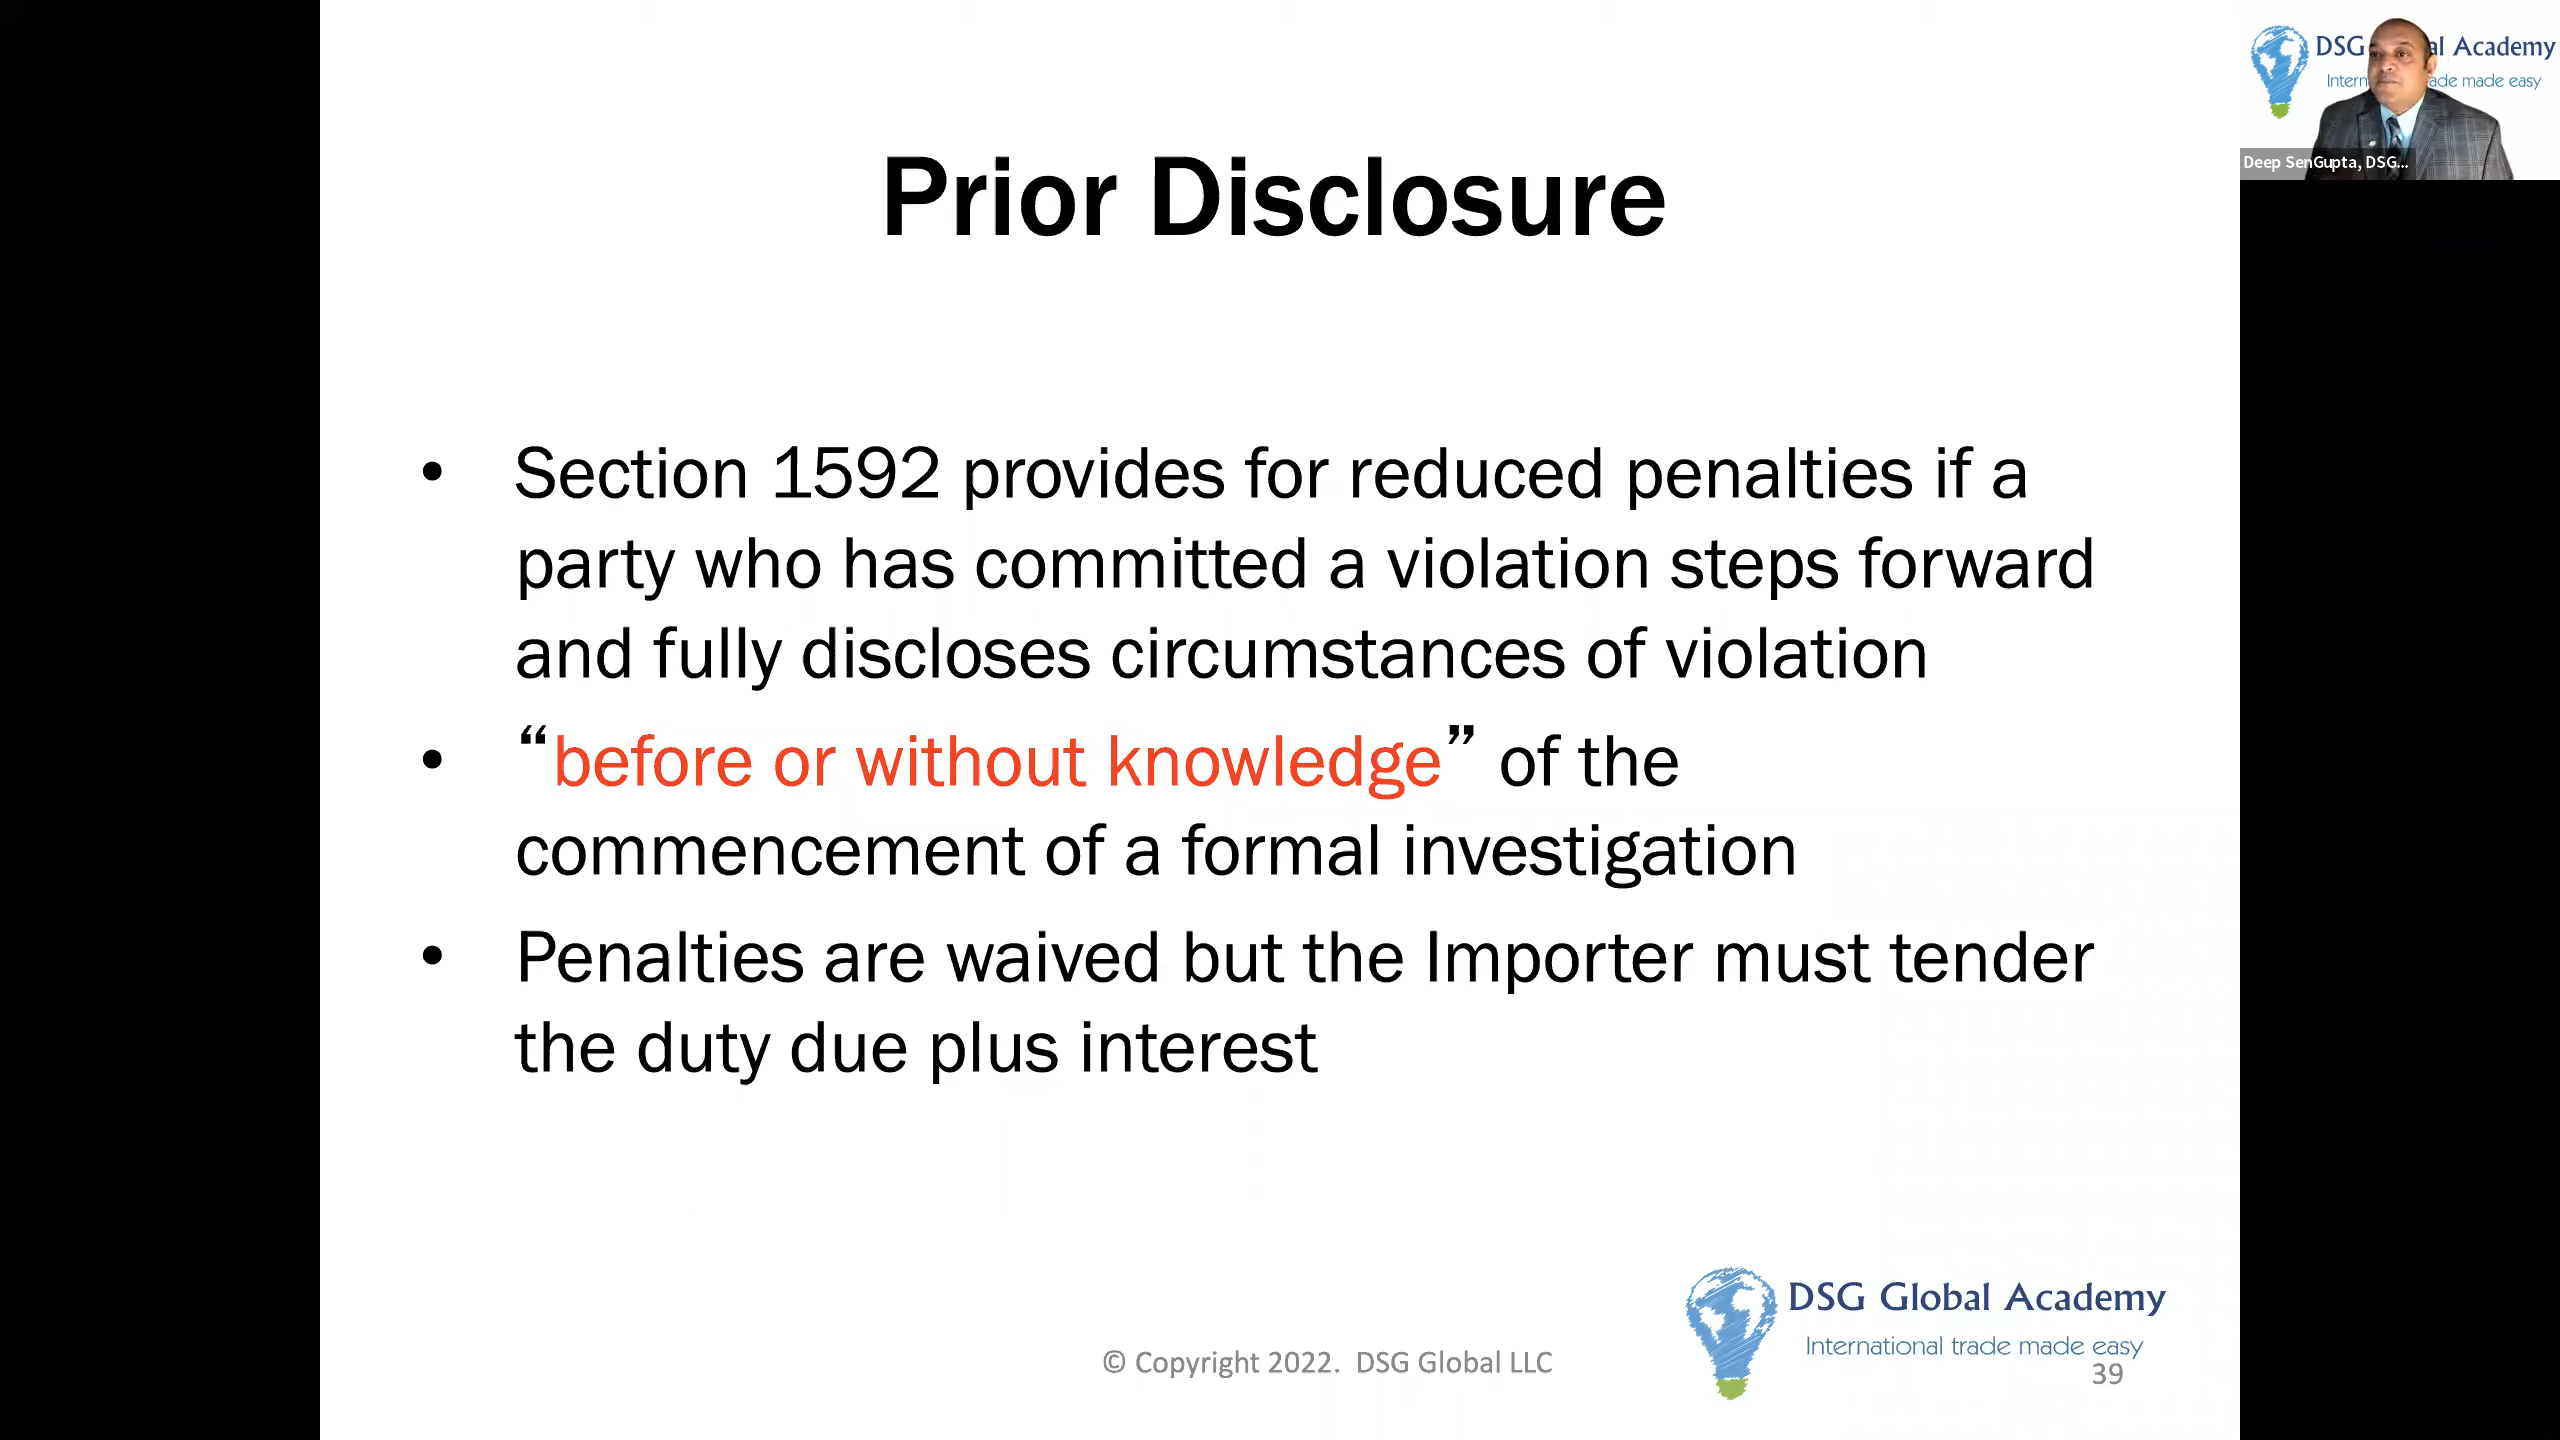 Prior Disclosure
• Section 1592 provides for reduced penalties if a
party who has committed a violation steps forward
and fully discloses circumstances of violation
• “before or without knowledge” of the
commencement of a formal investigation
• Penalties are waived but the Importer must tender
the duty due plus interest
© Copyright 2022. DSG Global LLC
DSG Global Academy
International trade made easy
39
DSG al Academy
Intern ade made easy
Deep SenGupta, DSG...